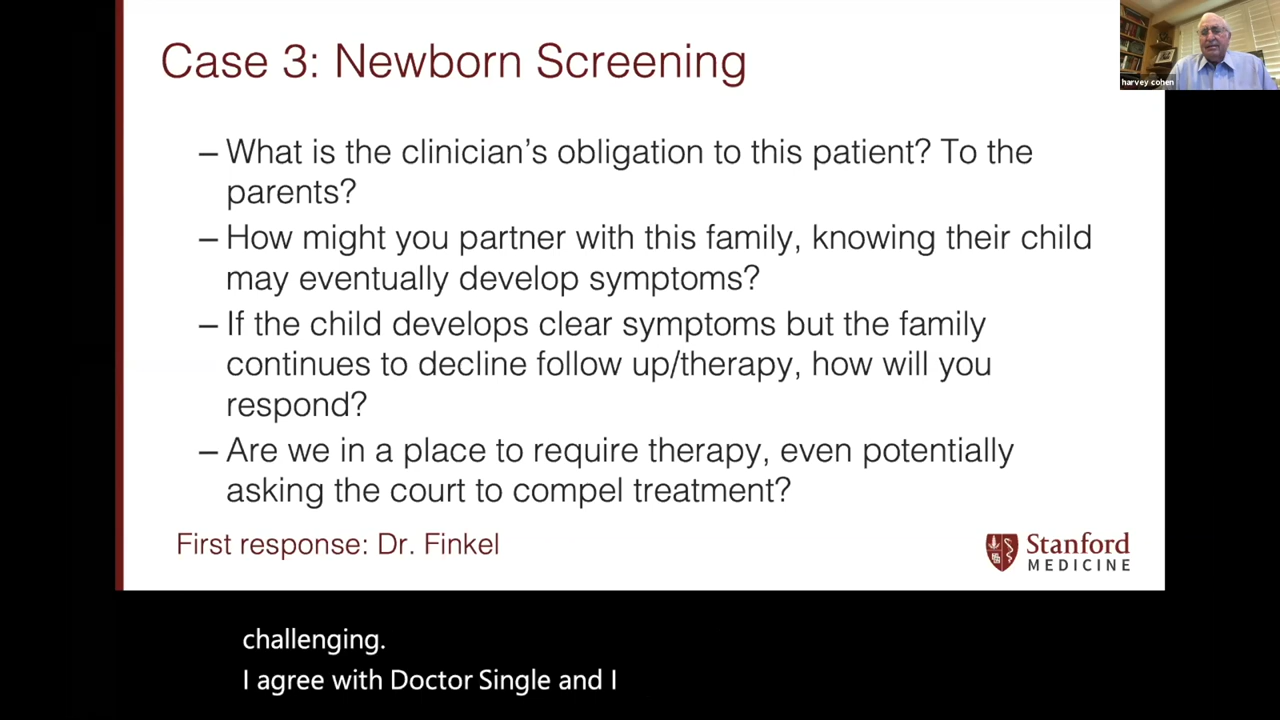 Case 3: Newborn Screening
harvey cohen
– What is the clinician's obligation to this patient? To the
parents?
– How might you partner with this family, knowing their child
may eventually develop symptoms?
– If the child develops clear symptoms but the family
continues to decline follow up/therapy, how will you
respond?
– Are we in a place to require therapy, even potentially
asking the court to compel treatment?
First response: Dr. Finkel
Stanford
MEDICINE
challenging.
I agree with Doctor Single and I